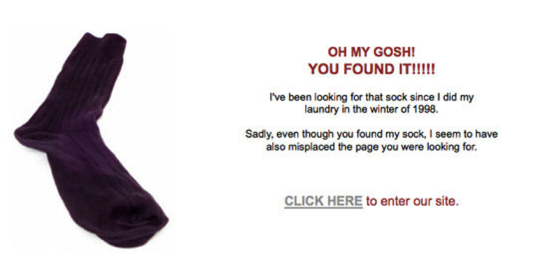 OH MY GOSH!
YOU FOUND IT!!!!!
I've been looking for that sock since I did my
laundry in the winter of 1998.
Sadly, even though you found my sock, I seem to have
also misplaced the page you were looking for.
CLICK HERE to enter our site.